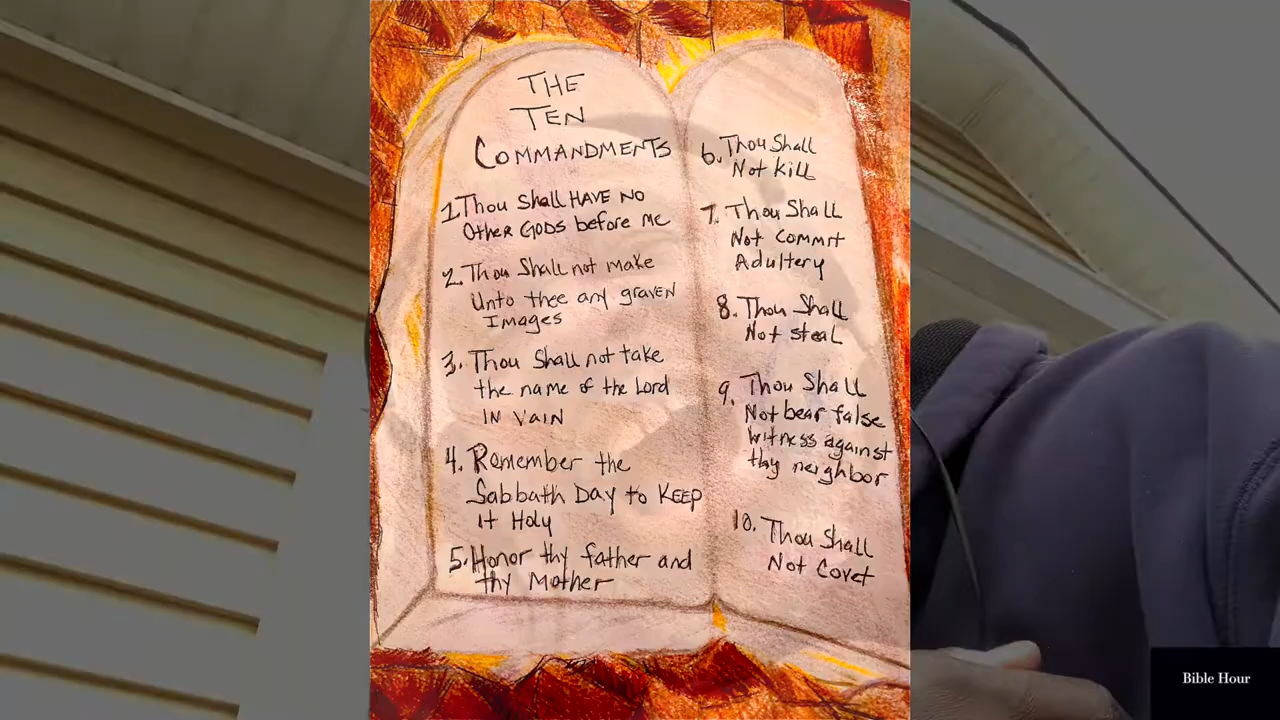 THE
TEN
COMMANDMENTS
1. Thou Shall HAVE NO
Other GODS before Me
2. Thou Shall not make
Unto thee any graven
Images
3. Thou Shall not take
the name of the Lord
IN VAIN
4. Remember the
Sabbath Day to KEEP
it Holy
5. Honor thy father and
thy Mother
6. Thou Shall
Not Kill
7. Thou Shall
Not Commit
Adultery
8. Thou Shall
Not steal
9. Thou Shall
Not bear false
Witness against
thy neighbor
10. Thou Shall
Not Covet
Bible Hour